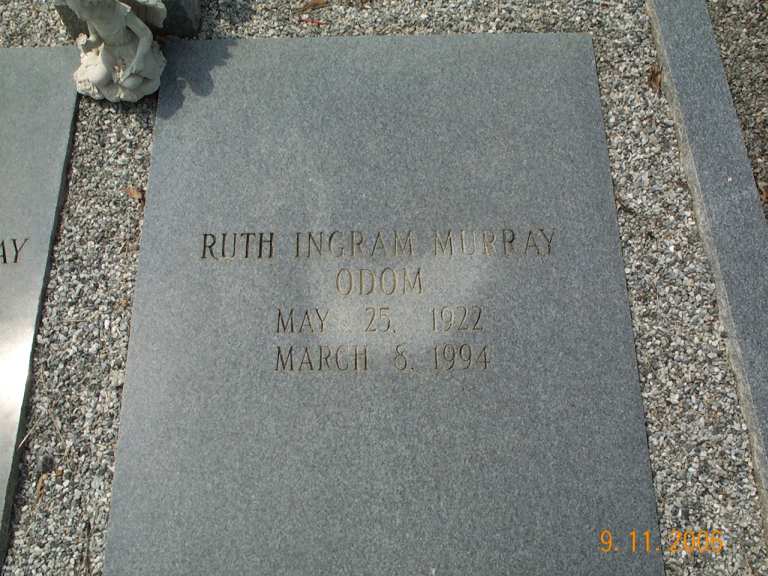 RUTH INGRAM MURRAY
ODOM
MAY 25, 1922
MARCH 8, 1994
AY
9.11.2006